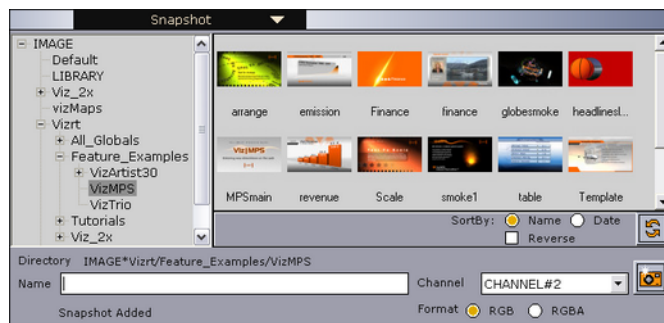 Snapshot
IMAGE
Default
LIBRARY
Viz_2x
vizMaps
Vizrt
All_Globals
Feature_Examples
VizArtist30
VizMPS
VizTrio
Tutorials
Viz_2x
arrange emission Finance finance globesmoke headlinesl...
Viz|MPS
MPSmain revenue Scale smoke1 table Template
SortBy: Name Date
Reverse
Directory IMAGE*Vizrt/Feature_Examples/VizMPS
Name Channel CHANNEL#2
Snapshot Added Format RGB RGBA